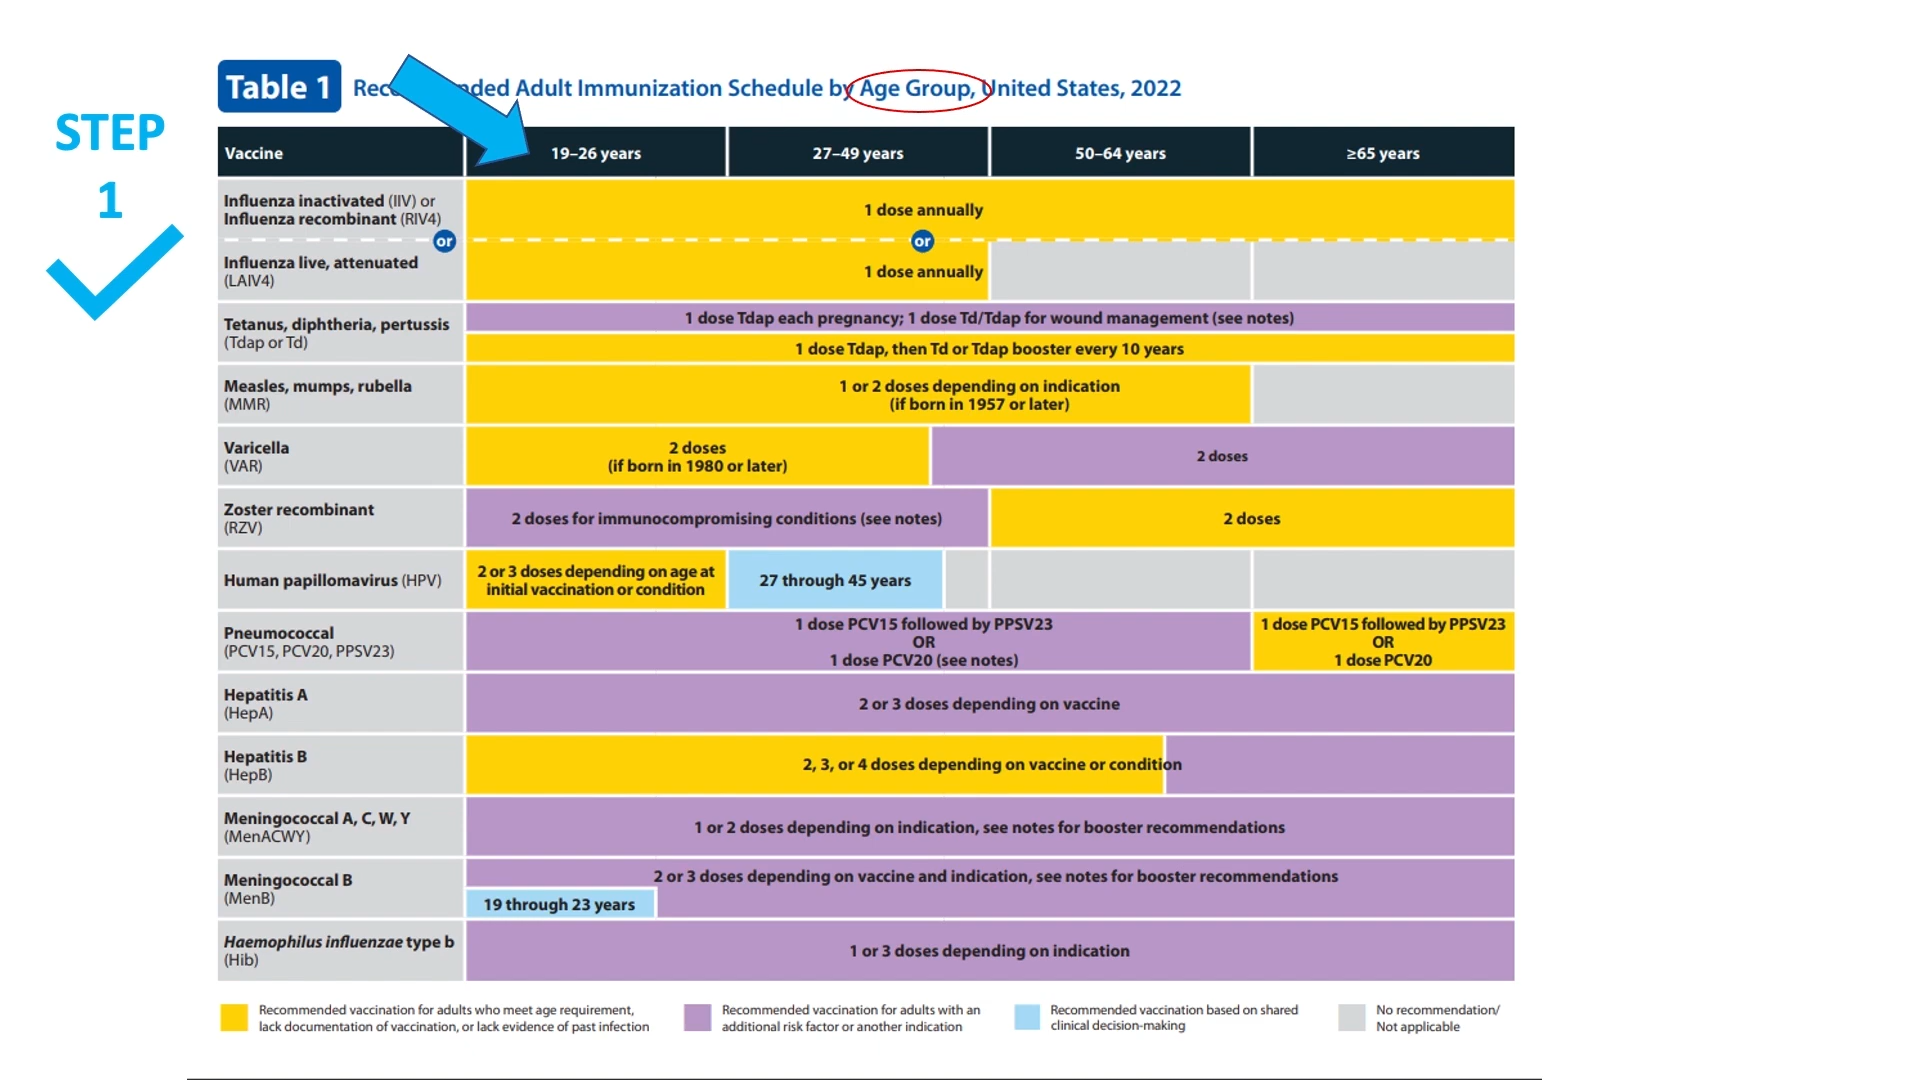 STEP
1
Table 1
Rec nded Adult Immunization Schedule by Age Group, United States, 2022
Vaccine
19–26 years
27–49 years
50–64 years
≥65 years
Influenza inactivated (IIV) or
Influenza recombinant (RIV4)
1 dose annually
or
or
Influenza live, attenuated
(LAIV4)
1 dose annually
Tetanus, diphtheria, pertussis
(Tdap or Td)
1 dose Tdap each pregnancy; 1 dose Td/Tdap for wound management (see notes)
1 dose Tdap, then Td or Tdap booster every 10 years
Measles, mumps, rubella
(MMR)
1 or 2 doses depending on indication
(if born in 1957 or later)
Varicella
(VAR)
2 doses
(if born in 1980 or later)
2 doses
Zoster recombinant
(RZV)
2 doses for immunocompromising conditions (see notes)
2 doses
Human papillomavirus (HPV)
2 or 3 doses depending on age at
initial vaccination or condition
27 through 45 years
Pneumococcal
(PCV15, PCV20, PPSV23)
1 dose PCV15 followed by PPSV23
OR
1 dose PCV20 (see notes)
1 dose PCV15 followed by PPSV23
OR
1 dose PCV20
Hepatitis A
(HepA)
2 or 3 doses depending on vaccine
Hepatitis B
(HepB)
2, 3, or 4 doses depending on vaccine or condition
Meningococcal A, C, W, Y
(MenACWY)
1 or 2 doses depending on indication, see notes for booster recommendations
Meningococcal B
(MenB)
2 or 3 doses depending on vaccine and indication, see notes for booster recommendations
19 through 23 years
Haemophilus influenzae type b
(Hib)
1 or 3 doses depending on indication
Recommended vaccination for adults who meet age requirement,
lack documentation of vaccination, or lack evidence of past infection
Recommended vaccination for adults with an
additional risk factor or another indication
Recommended vaccination based on shared
clinical decision-making
No recommendation/
Not applicable